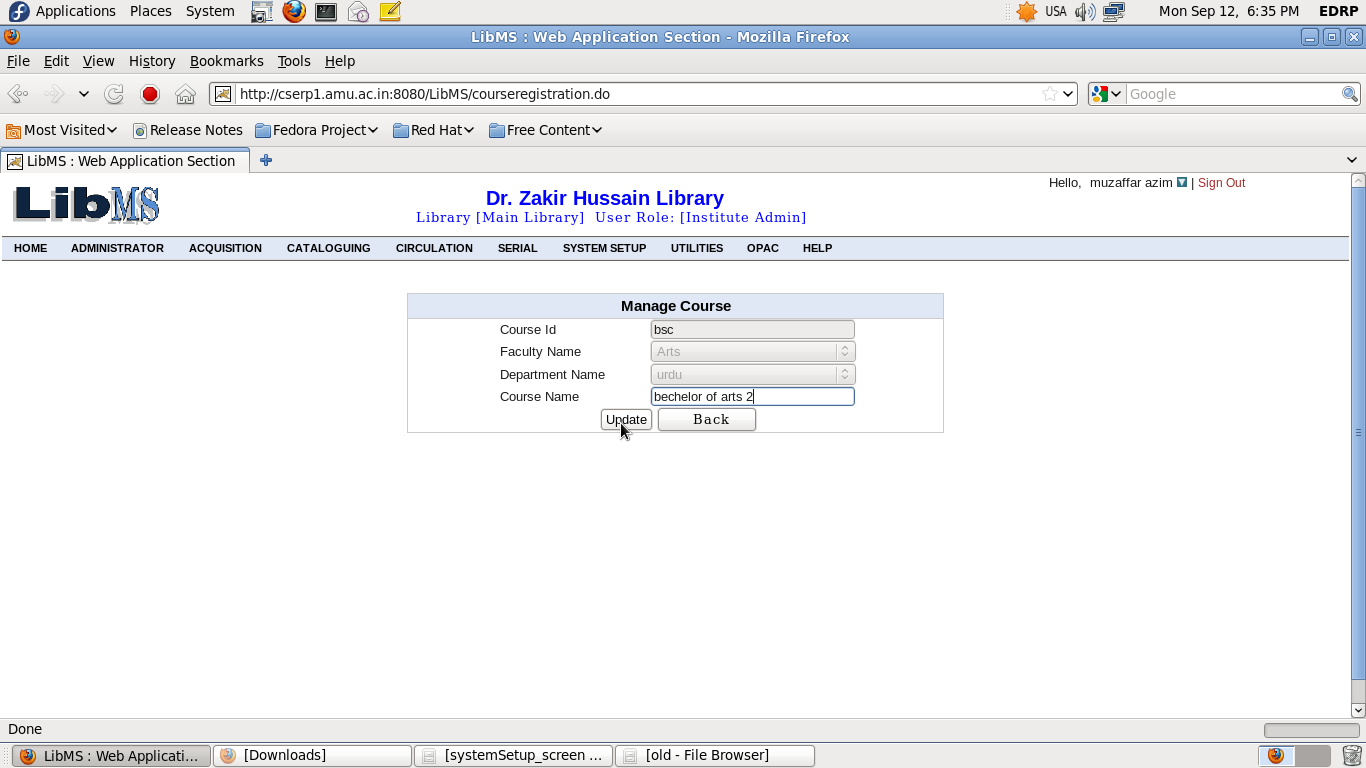 Applications Places System USA Mon Sep 12, 6:35 PM EDRP
LibMS : Web Application Section - Mozilla Firefox
File Edit View History Bookmarks Tools Help
http://cserp1.amu.ac.in:8080/LibMS/courseregistration.do Google
Most Visited Release Notes Fedora Project Red Hat Free Content
LibMS : Web Application Section
Hello, muzaffar azim | Sign Out
LibMS
Dr. Zakir Hussain Library
Library [Main Library] User Role: [Institute Admin]
HOME ADMINISTRATOR ACQUISITION CATALOGUING CIRCULATION SERIAL SYSTEM SETUP UTILITIES OPAC HELP
Manage Course
Course Id bsc
Faculty Name Arts
Department Name urdu
Course Name bechelor of arts 2
Update Back
Done
LibMS : Web Applicati... [Downloads] [systemSetup_screen ... [old - File Browser]